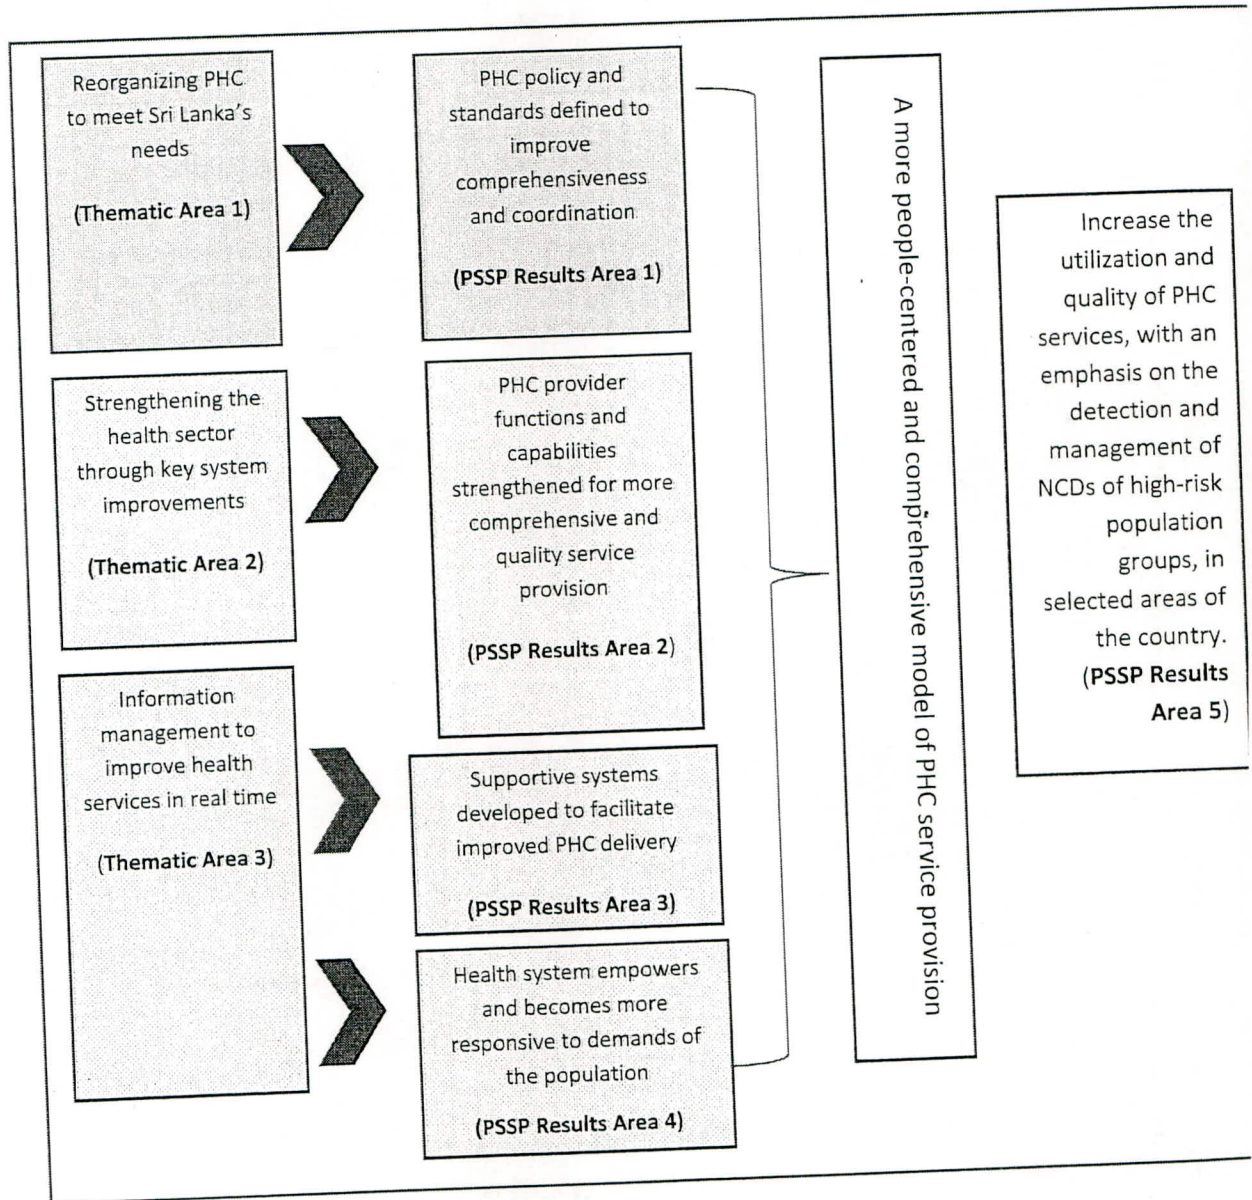 Reorganizing PHC
to meet Sri Lanka's
needs
(Thematic Area 1)
PHC policy and
standards defined to
improve
comprehensiveness
and coordination
(PSSP Results Area 1)
Strengthening the
health sector
through key system
improvements
(Thematic Area 2)
PHC provider
functions and
capabilities
strengthened for more
comprehensive and
quality service
provision
(PSSP Results Area 2)
Information
management to
improve health
services in real time
(Thematic Area 3)
Supportive systems
developed to facilitate
improved PHC delivery
(PSSP Results Area 3)
Health system empowers
and becomes more
responsive to demands of
the population
(PSSP Results Area 4)
A more people-centered and comprehensive model of PHC service provision
Increase the
utilization and
quality of PHC
services, with an
emphasis on the
detection and
management of
NCDs of high-risk
population
groups, in
selected areas of
the country.
(PSSP Results
Area 5)